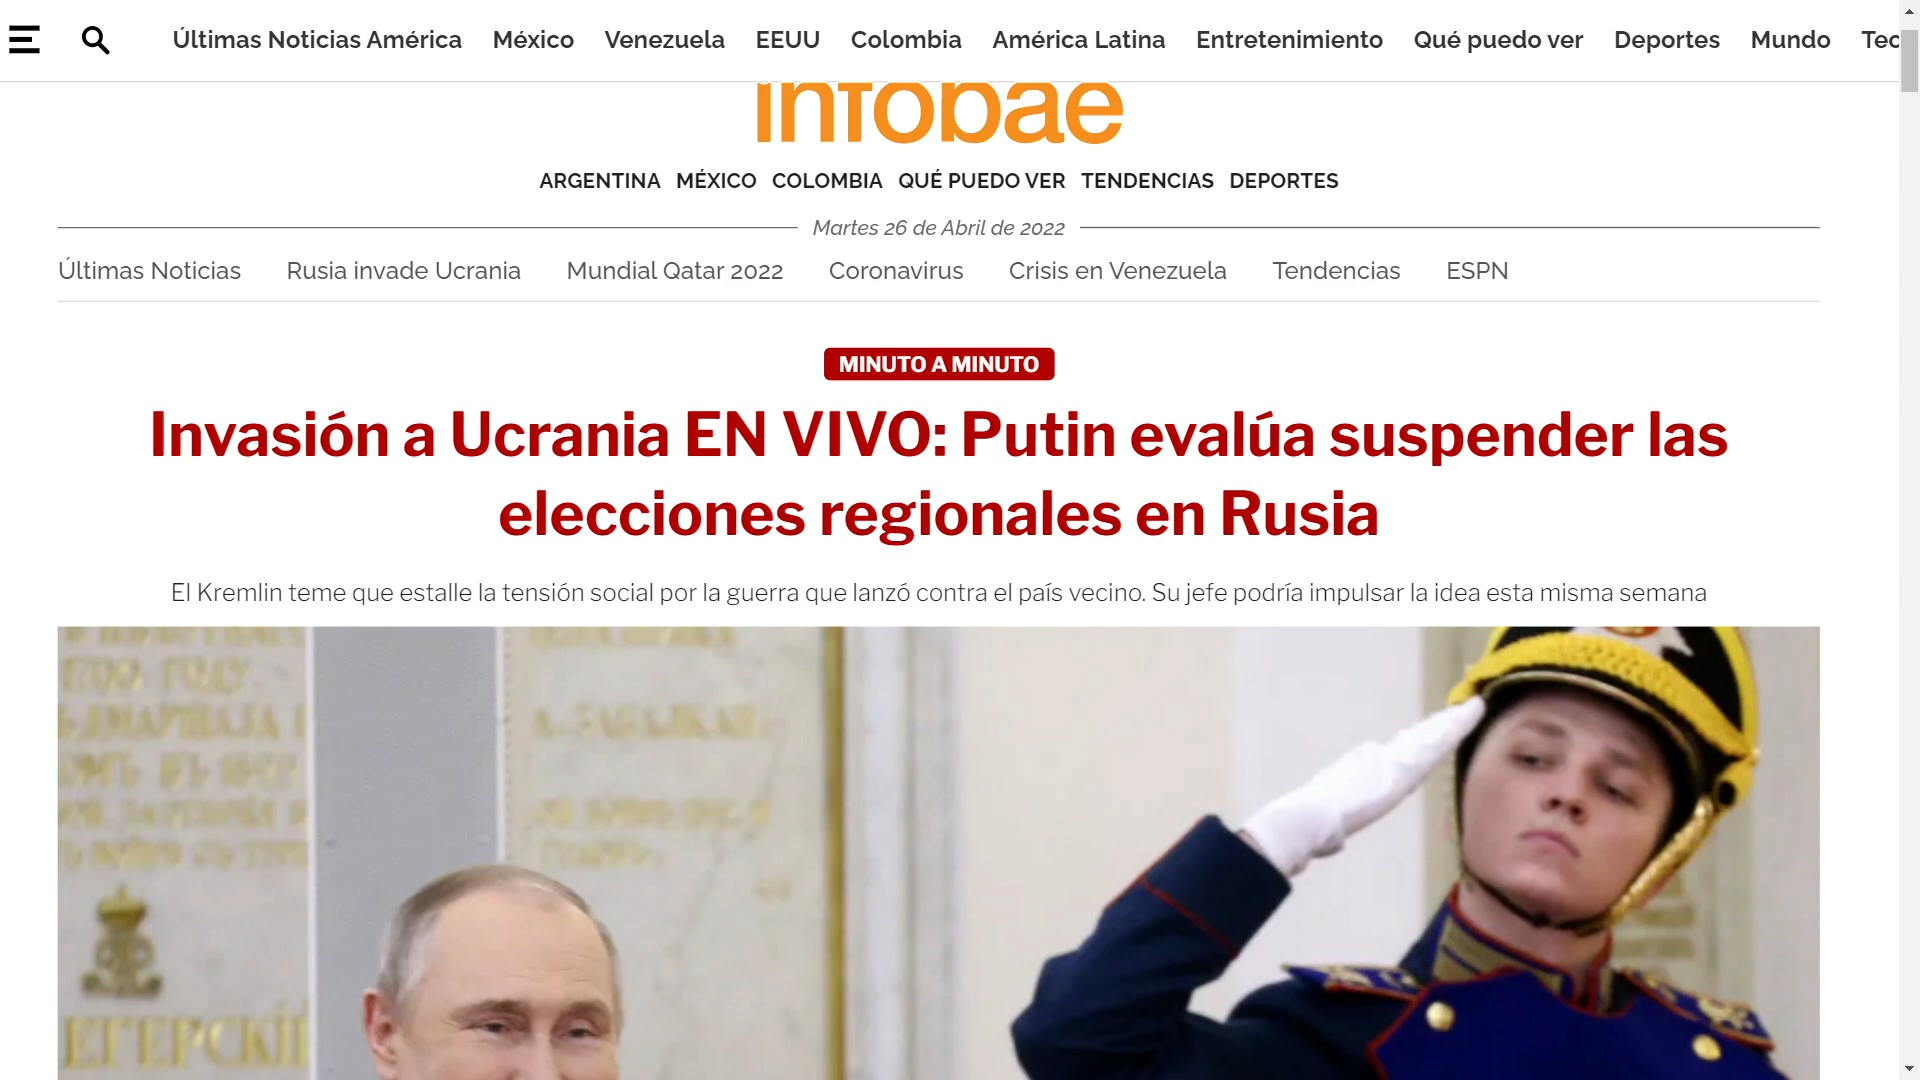 Últimas Noticias América México Venezuela EEUU Colombia América Latina Entretenimiento Qué puedo ver Deportes Mundo Tec
infobae
ARGENTINA MÉXICO COLOMBIA QUÉ PUEDO VER TENDENCIAS DEPORTES
Martes 26 de Abril de 2022
Últimas Noticias Rusia invade Ucrania Mundial Qatar 2022 Coronavirus Crisis en Venezuela Tendencias ESPN
MINUTO A MINUTO
Invasión a Ucrania EN VIVO: Putin evalúa suspender las
elecciones regionales en Rusia
El Kremlin teme que estalle la tensión social por la guerra que lanzó contra el país vecino. Su jefe podría impulsar la idea esta misma semana